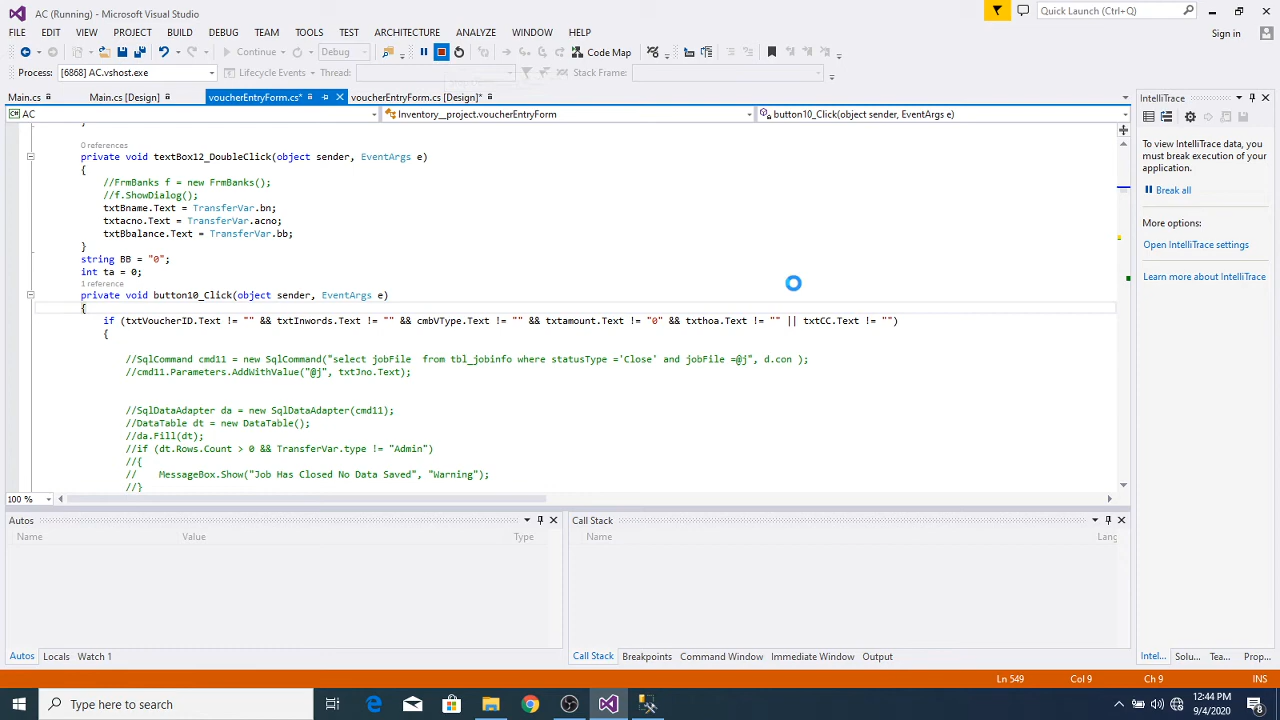 AC (Running) - Microsoft Visual Studio
Quick Launch (Ctrl+Q)
FILE EDIT VIEW PROJECT BUILD DEBUG TEAM TOOLS TEST ARCHITECTURE ANALYZE WINDOW HELP
Sign in
Continue Debug Code Map
Process: [6868] AC.vshost.exe Lifecycle Events Thread: Stack Frame:
Main.cs Main.cs [Design] voucherEntryForm.cs* voucherEntryForm.cs [Design]*
AC Inventory__project.voucherEntryForm button10_Click(object sender, EventArgs e)
}
0 references
private void textBox12_DoubleClick(object sender, EventArgs e)
{
//FrmBanks f = new FrmBanks();
//f.ShowDialog();
txtBname.Text = TransferVar.bn;
txtacno.Text = TransferVar.acno;
txtBbalance.Text = TransferVar.bb;
}
string BB = "0";
int ta = 0;
1 reference
private void button10_Click(object sender, EventArgs e)
{
if (txtVoucherID.Text != "" && txtInwords.Text != "" && cmbVType.Text != "" && txtamount.Text != "0" && txthoa.Text != "" || txtCC.Text != "")
{
//SqlCommand cmd11 = new SqlCommand("select jobFile  from tbl_jobinfo where statusType ='Close' and jobFile =@j", d.con );
//cmd11.Parameters.AddWithValue("@j", txtJno.Text);
//SqlDataAdapter da = new SqlDataAdapter(cmd11);
//DataTable dt = new DataTable();
//da.Fill(dt);
//if (dt.Rows.Count > 0 && TransferVar.type != "Admin")
//{
//   MessageBox.Show("Job Has Closed No Data Saved", "Warning");
//}
100 %
IntelliTrace
To view IntelliTrace data, you
must break execution of your
application.
Break all
More options:
Open IntelliTrace settings
Learn more about IntelliTrace
Autos
Name Value Type
Call Stack
Name Lang
Autos Locals Watch 1
Call Stack Breakpoints Command Window Immediate Window Output
Intel... Solu... Tea... Prop...
Ln 549 Col 9 Ch 9 INS
Type here to search
12:44 PM
9/4/2020